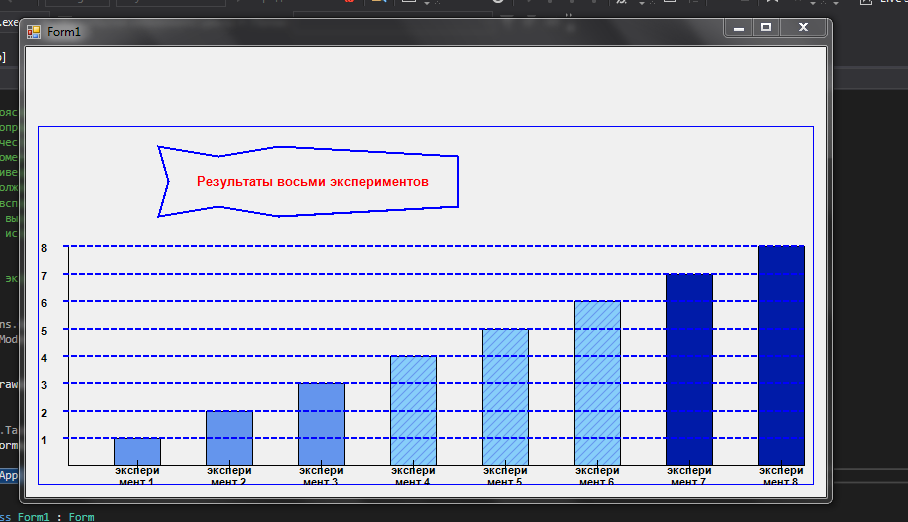 .exe
Form1
Результаты восьми экспериментов
8
7
6
5
4
3
2
1
экспери
мент 1
экспери
мент 2
экспери
мент 3
экспери
мент 4
экспери
мент 5
экспери
мент 6
экспери
мент 7
экспери
мент 8
ss Form1 : Form